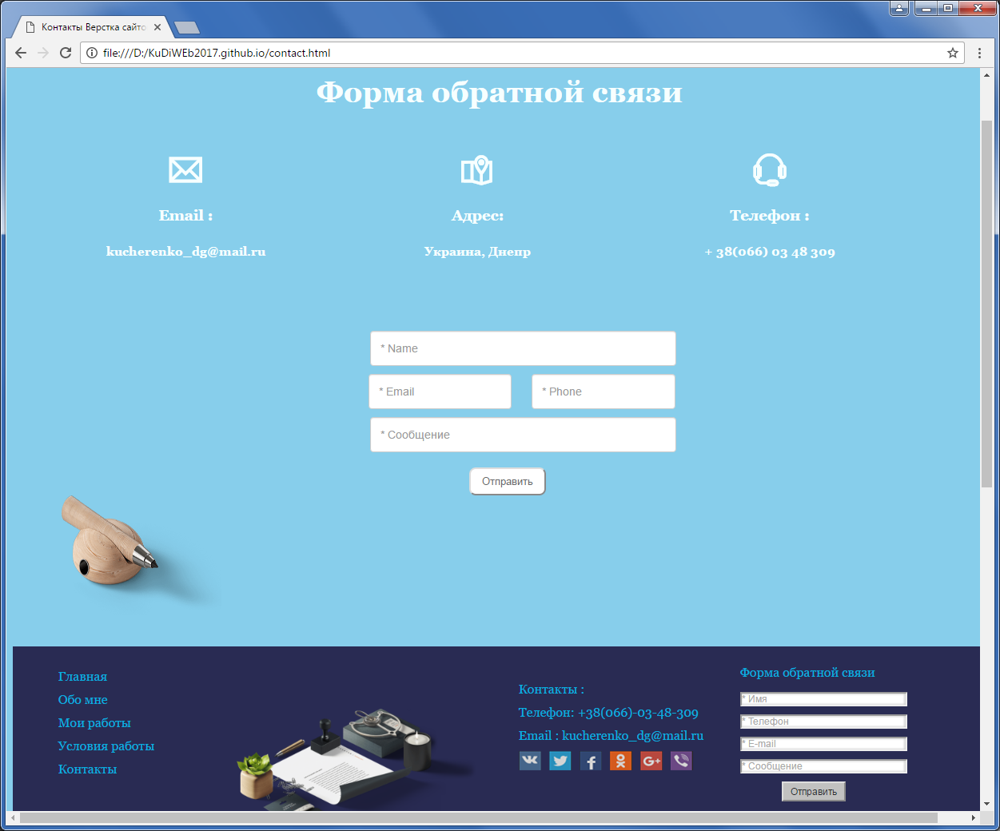 Контакты Верстка сайто
file:///D:/KuDiWEb2017.github.io/contact.html
Форма обратной связи
Email :
Адрес:
Телефон :
kucherenko_dg@mail.ru
Украина, Днепр
+ 38(066) 03 48 309
* Name
* Email
* Phone
* Сообщение
Отправить
Главная
Обо мне
Мои работы
Условия работы
Контакты
Контакты :
Телефон: +38(066)-03-48-309
Email : kucherenko_dg@mail.ru
Форма обратной связи
* Имя
* Телефон
* E-mail
* Сообщение
Отправить